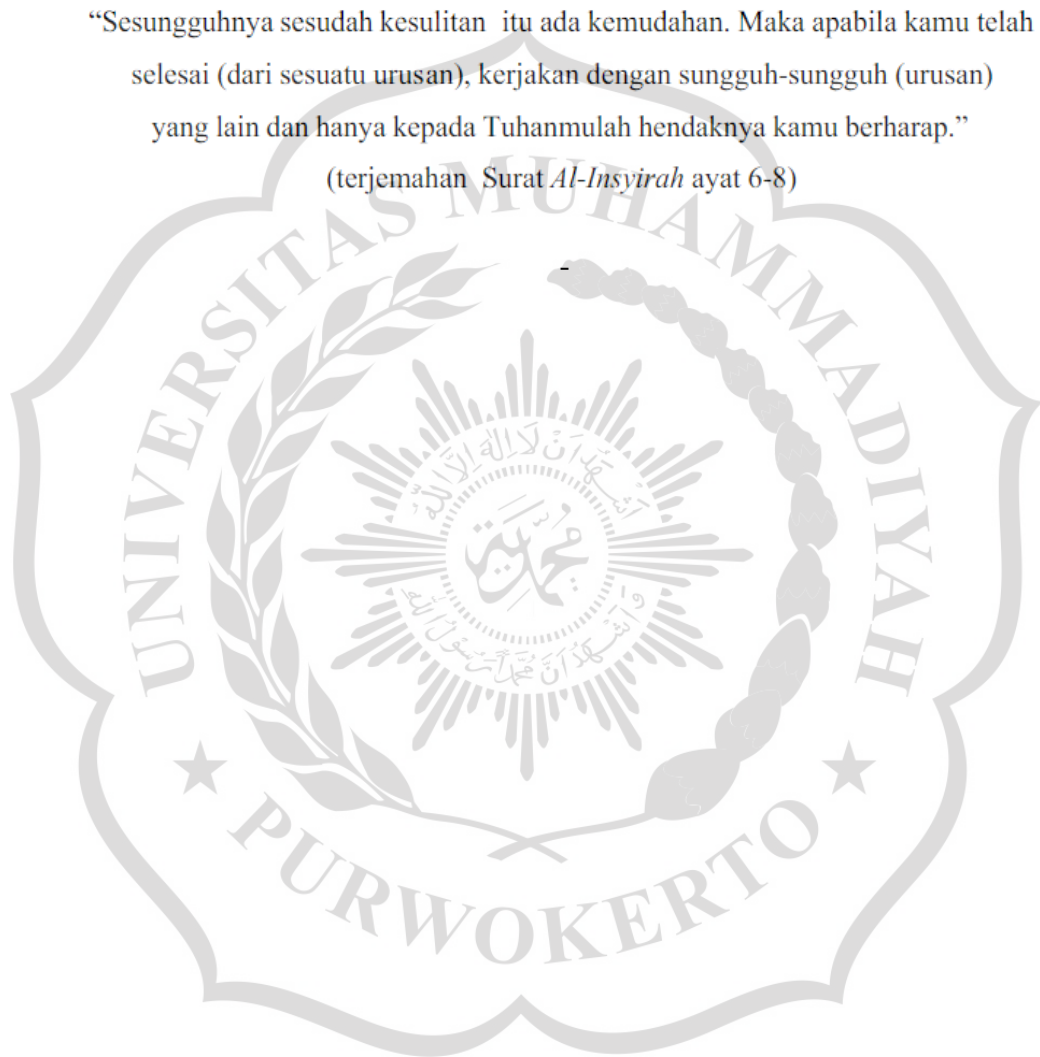 “Sesungguhnya sesudah kesulitan itu ada kemudahan. Maka apabila kamu telah
selesai (dari sesuatu urusan), kerjakan dengan sungguh-sungguh (urusan)
yang lain dan hanya kepada Tuhanmulah hendaknya kamu berharap.”
(terjemahan Surat Al-Insyirah ayat 6-8)
-
UNIVERSITAS MUHAMMADIYAH
أَشْهَدُ أَنْ لَا إِلٰهَ إِلَّا اللّٰهُ
مُحَمَّدِيَّة
وَأَشْهَدُ أَنَّ مُحَمَّدًا رَسُوْلُ اللّٰهِ
★ PURWOKERTO ★